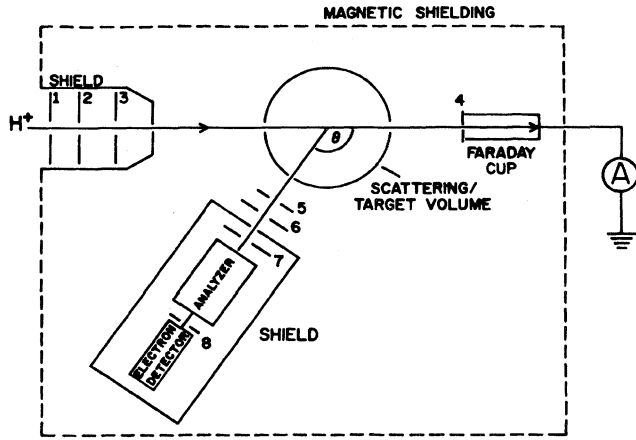 MAGNETIC SHIELDING
SHIELD
1 2 3
H+
θ
4
FARADAY
CUP
A
SCATTERING/
TARGET VOLUME
5
6
7
ANALYZER
8
SHIELD
ELECTRON
DETECTOR